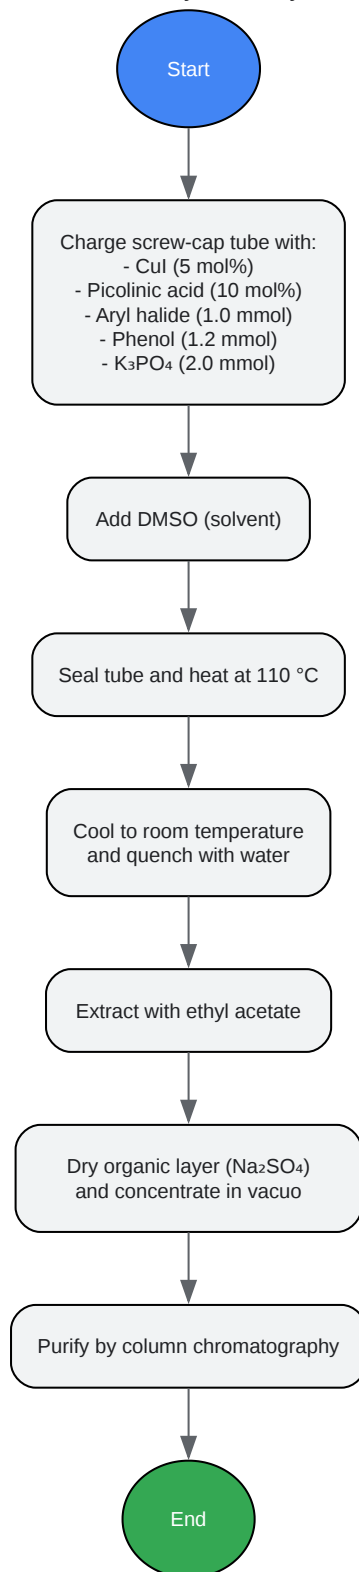 Start
Charge screw-cap tube with:
- CuI (5 mol%)
- Picolinic acid (10 mol%)
- Aryl halide (1.0 mmol)
- Phenol (1.2 mmol)
- K₃PO₄ (2.0 mmol)
Add DMSO (solvent)
Seal tube and heat at 110 °C
Cool to room temperature
and quench with water
Extract with ethyl acetate
Dry organic layer (Na₂SO₄)
and concentrate in vacuo
Purify by column chromatography
End